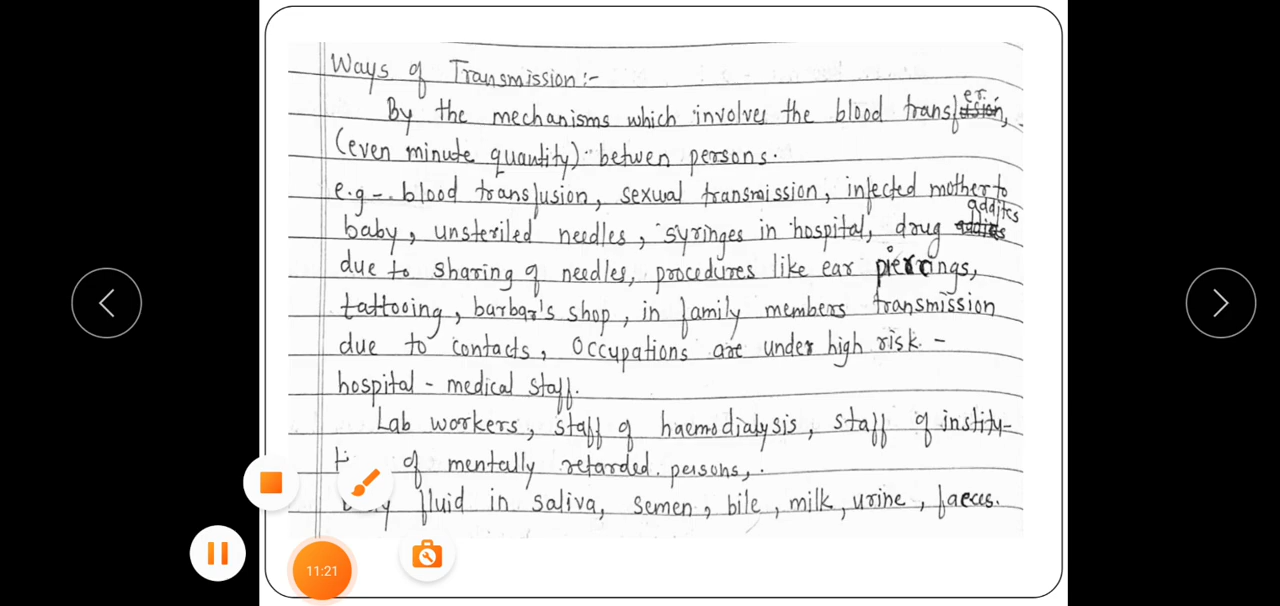 Ways of Transmission :-
By the mechanisms which involves the blood transfer,
(even minute quantity) betwen persons.
e.g - blood transfusion, sexual transmission, infected mother to
baby, unsteriled needles, syringes in hospital, drug addites
due to sharing of needles, procedures like ear piercings,
tattooing, barbar's shop, in family members transmission
due to contacts, Occupations are under high risk. -
hospital - medical staff.
Lab workers, staff of haemodialysis, staff of institu-
of mentally retarded persons,.
fluid in saliva, semen, bile, milk, urine, faeces.
11:21